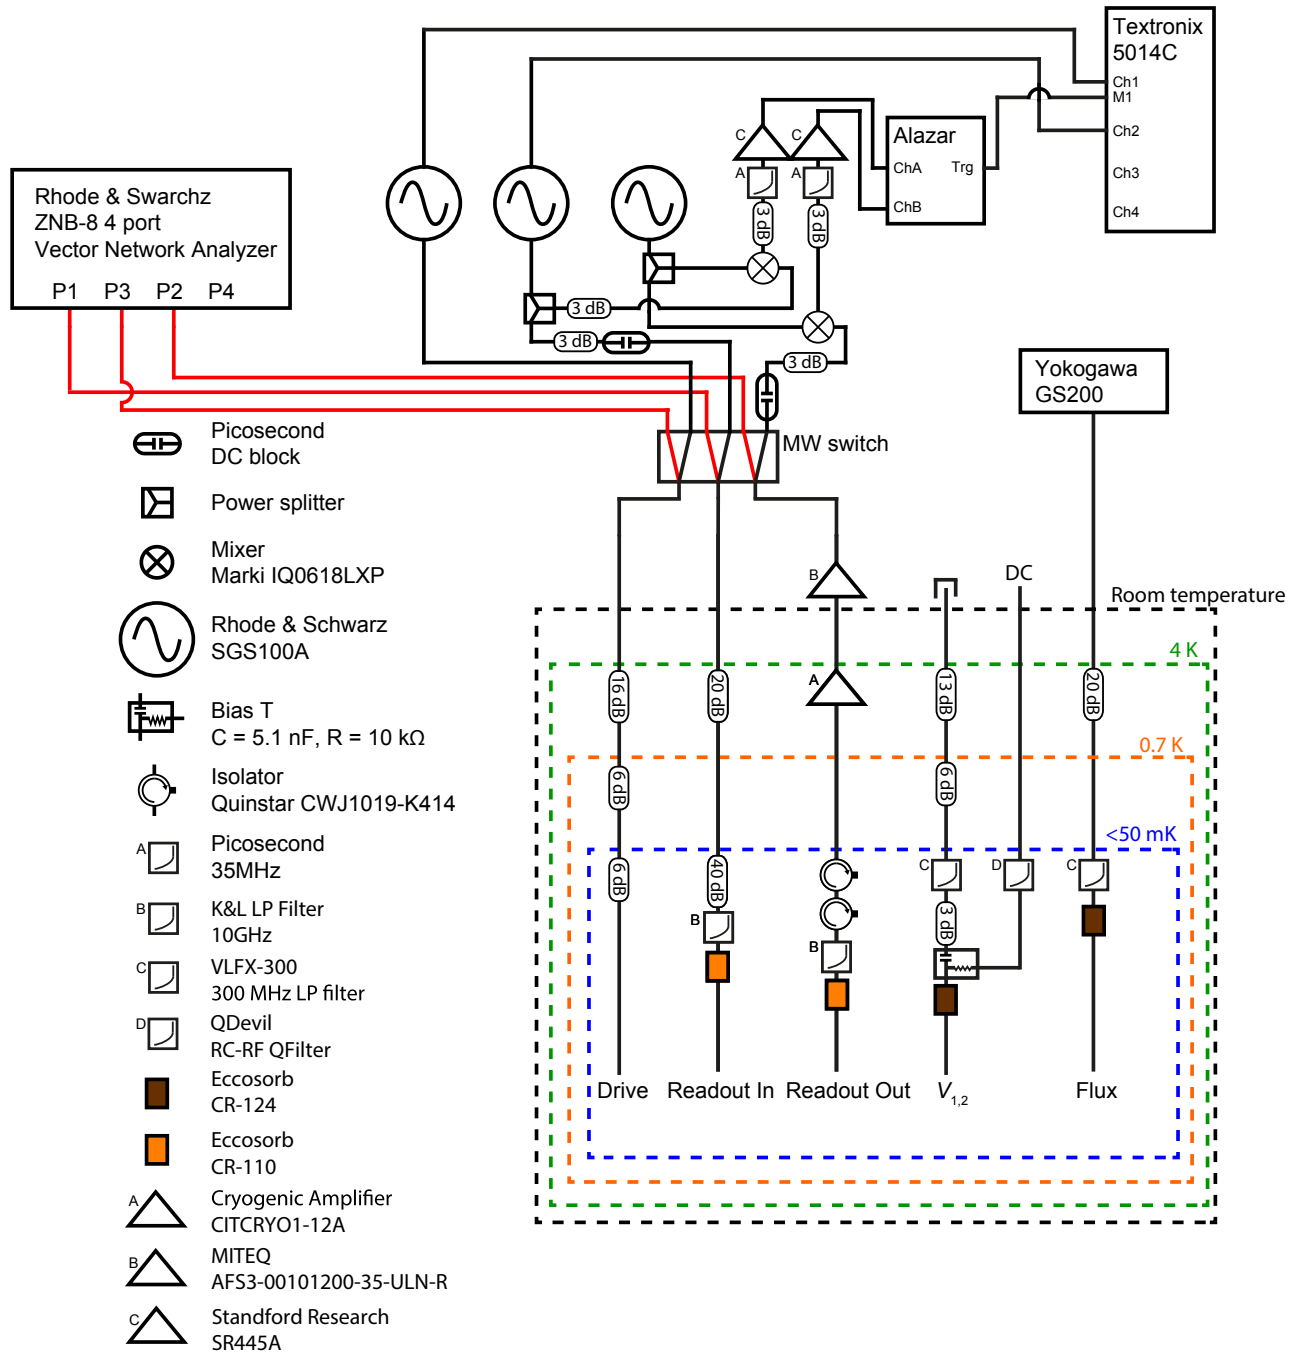 Textronix
5014C
Ch1
M1
Ch2
Ch3
Ch4
Alazar
ChA
Trg
ChB
C
C
A
A
3 dB
3 dB
Rhode & Swarchz
ZNB-8 4 port
Vector Network Analyzer
P1 P3 P2 P4
3 dB
3 dB
3 dB
Yokogawa
GS200
MW switch
Picosecond
DC block
Power splitter
Mixer
Marki IQ0618LXP
Rhode & Schwarz
SGS100A
Bias T
C = 5.1 nF, R = 10 kΩ
Isolator
Quinstar CWJ1019-K414
A
Picosecond
35MHz
B
K&L LP Filter
10GHz
C
VLFX-300
300 MHz LP filter
D
QDevil
RC-RF QFilter
Eccosorb
CR-124
Eccosorb
CR-110
A
Cryogenic Amplifier
CITCRYO1-12A
B
MITEQ
AFS3-00101200-35-ULN-R
C
Standford Research
SR445A
B
DC
Room temperature
4 K
16 dB
20 dB
A
13 dB
20 dB
0.7 K
6 dB
6 dB
<50 mK
6 dB
40 dB
C
D
C
B
3 dB
B
Drive
Readout In
Readout Out
V1,2
Flux